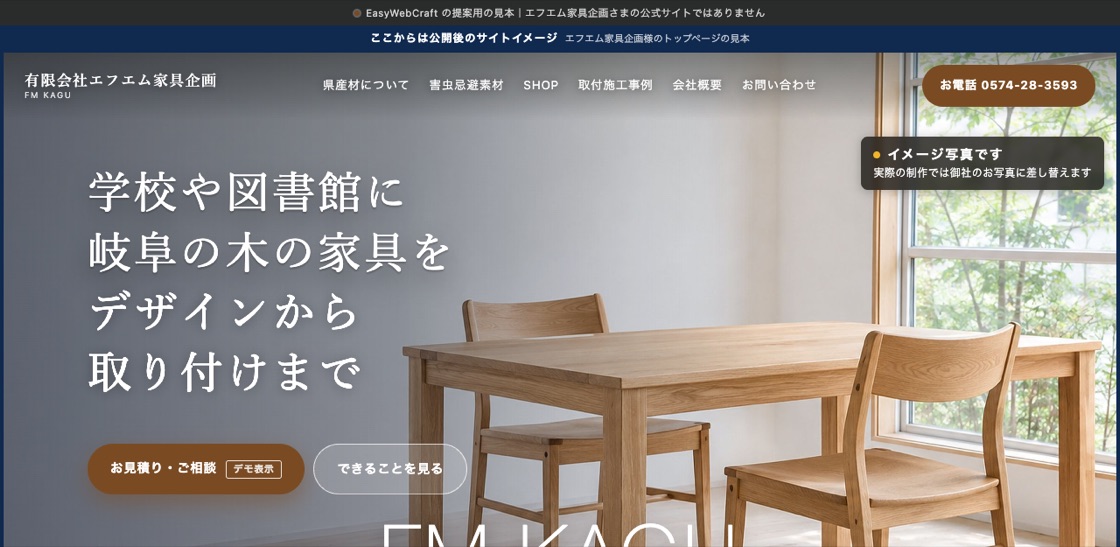 EasyWebCraft の提案用の見本｜エフエム家具企画さまの公式サイトではありません
ここからは公開後のサイトイメージ エフエム家具企画様のトップページの見本
有限会社エフエム家具企画
FM KAGU
県産材について 害虫忌避素材 SHOP 取付施工事例 会社概要 お問い合わせ
お電話 0574-28-3593
イメージ写真です
実際の制作では御社のお写真に差し替えます
学校や図書館に
岐阜の木の家具を
デザインから
取り付けまで
お見積り・ご相談 デモ表示
できることを見る
FM KAGU